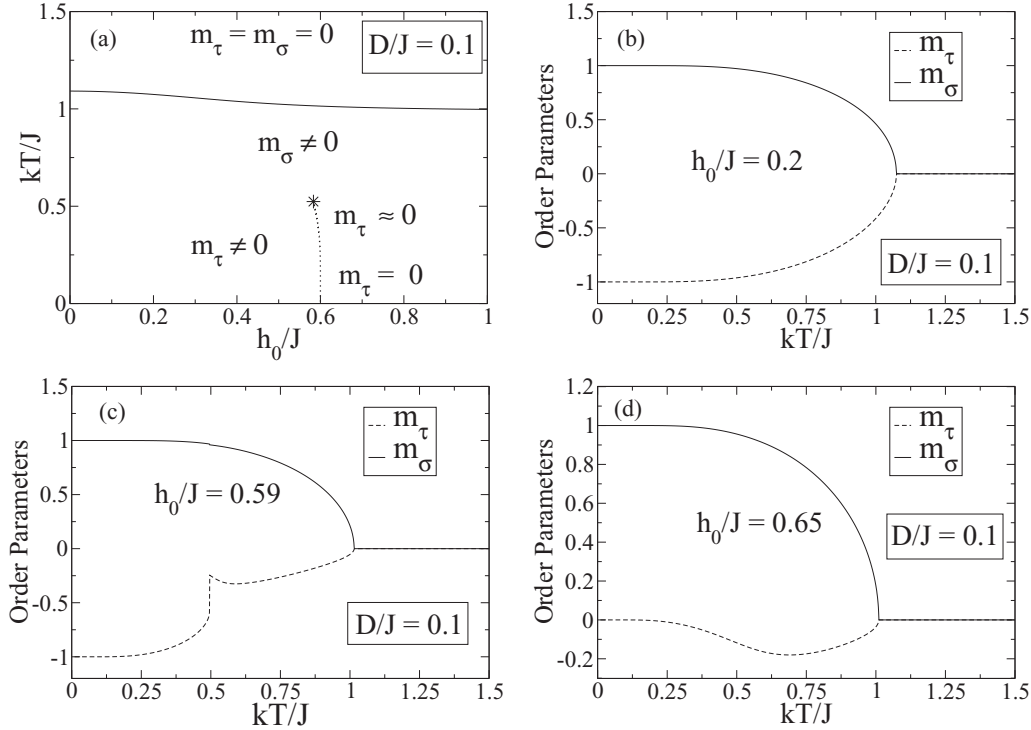 (a)
m_τ = m_σ = 0
D/J = 0.1
m_σ ≠ 0
m_τ ≈ 0
m_τ ≠ 0
m_τ = 0
kT/J
1.5
1
0.5
0
0 0.2 0.4 0.6 0.8 1
h_0/J
(b)
m_τ
m_σ
h_0/J = 0.2
D/J = 0.1
Order Parameters
1
0.5
0
-0.5
-1
0 0.25 0.5 0.75 1 1.25 1.5
kT/J
(c)
m_τ
m_σ
h_0/J = 0.59
D/J = 0.1
Order Parameters
1.5
1
0.5
0
-0.5
-1
0 0.25 0.5 0.75 1 1.25 1.5
kT/J
(d)
m_τ
m_σ
h_0/J = 0.65
D/J = 0.1
Order Parameters
1.2
1
0.8
0.6
0.4
0.2
0
-0.2
0 0.25 0.5 0.75 1 1.25 1.5
kT/J